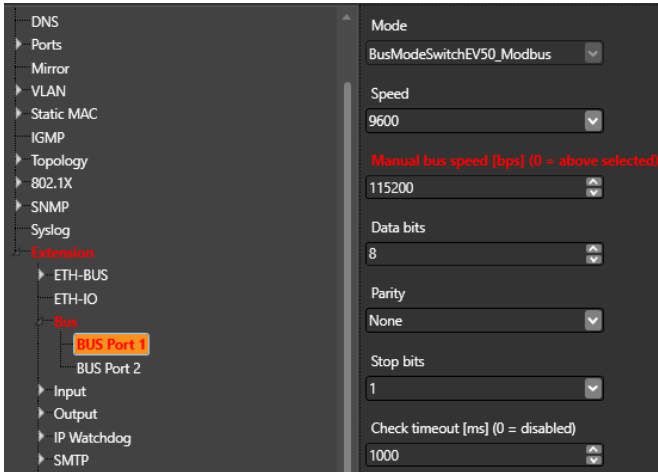 DNS
Ports
Mirror
VLAN
Static MAC
IGMP
Topology
802.1X
SNMP
Syslog
Extension
ETH-BUS
ETH-IO
Bus
BUS Port 1
BUS Port 2
Input
Output
IP Watchdog
SMTP
Mode
BusModeSwitchEV50_Modbus
Speed
9600
Manual bus speed [bps] (0 = above selected)
115200
Data bits
8
Parity
None
Stop bits
1
Check timeout [ms] (0 = disabled)
1000